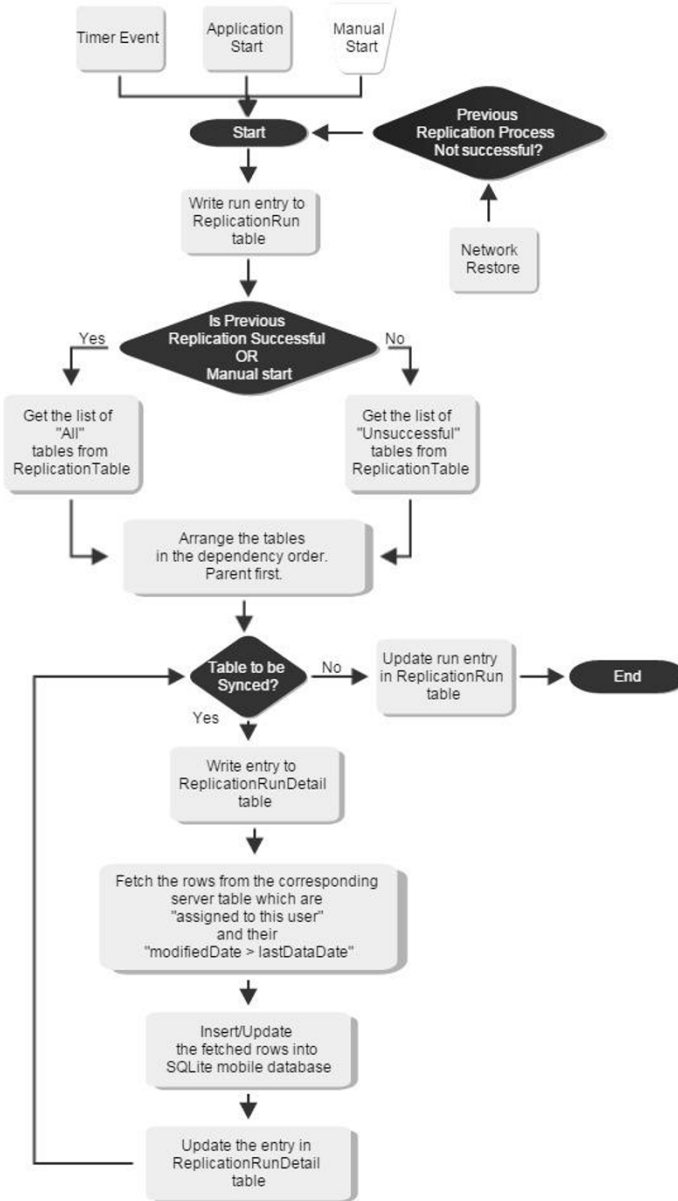 Timer Event
Application
Start
Manual
Start
Start
Previous
Replication Process
Not successful?
Write run entry to
ReplicationRun
table
Network
Restore
Is Previous
Replication Successful
OR
Manual start
Yes
No
Get the list of
"All"
tables from
ReplicationTable
Get the list of
"Unsuccessful"
tables from
ReplicationTable
Arrange the tables
in the dependency order.
Parent first.
Table to be
Synced?
No
Update run entry
in ReplicationRun
table
End
Yes
Write entry to
ReplicationRunDetail
table
Fetch the rows from the corresponding
server table which are
"assigned to this user"
and their
"modifiedDate > lastDataDate"
Insert/Update
the fetched rows into
SQLite mobile database
Update the entry in
ReplicationRunDetail
table